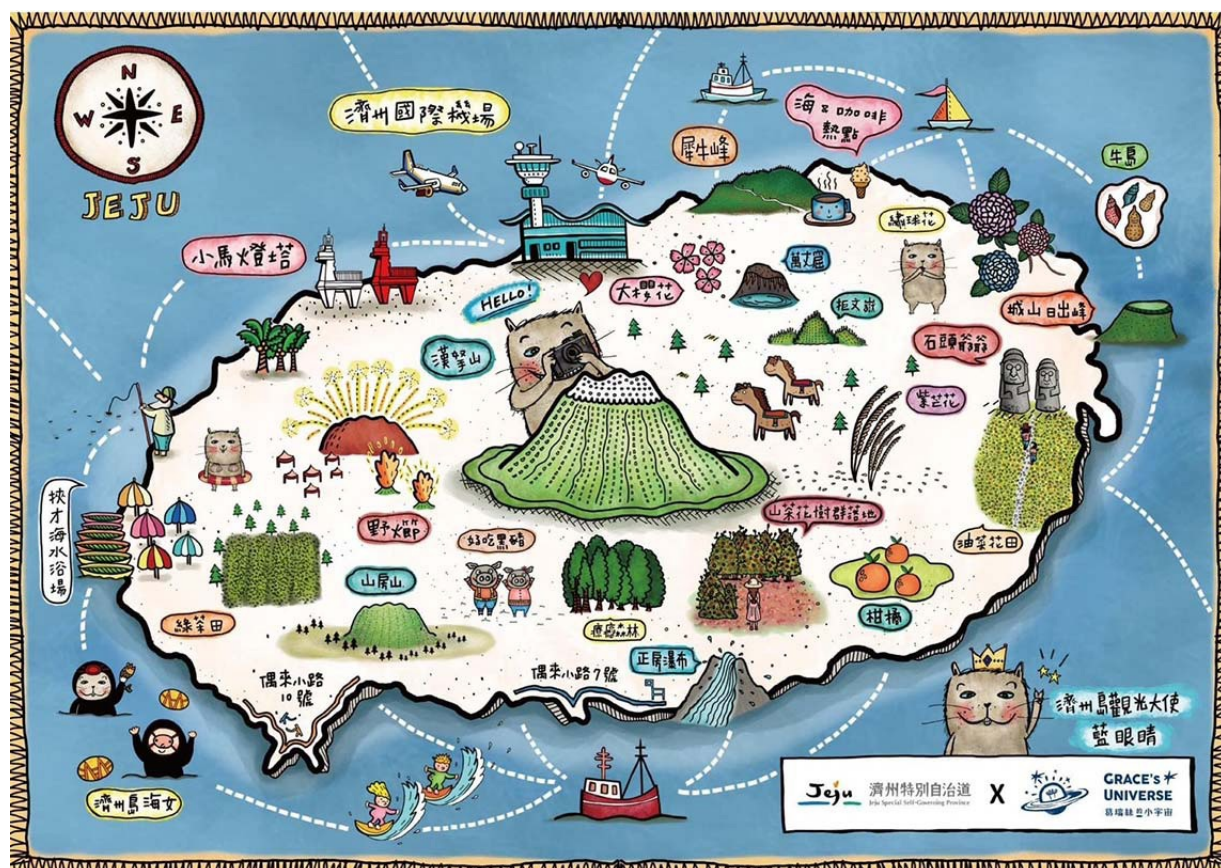 N
W E
S
JEJU
濟州國際機場
海&咖啡
熱點
犀牛峰
牛島
繡球花
小馬燈塔
HELLO!
大櫻花
萬丈窟
拒文嶽
城山日出峰
漢拏山
石頭爺爺
紫芒花
挾才海水浴場
野火節
好吃黑豬
山茶花樹群落地
油菜花田
山房山
柑橘
綠茶田
療癒森林
偶來小路
10號
偶來小路7號
正房瀑布
濟州島觀光大使
藍眼睛
濟州島海女
Jeju 濟州特別自治道
Jeju Special Self-Governing Province
X
GRACE's
UNIVERSE